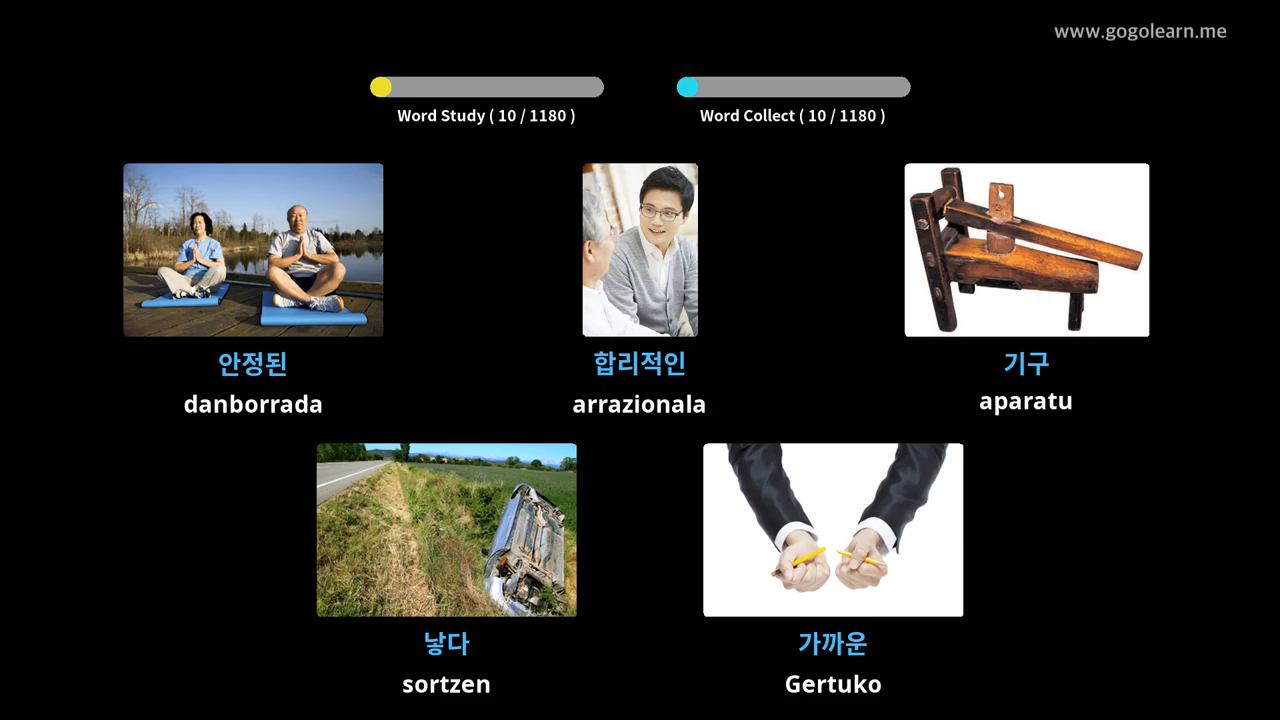 www.gogolearn.me
Word Study ( 10 / 1180 )
Word Collect ( 10 / 1180 )
안정된
danborrada
합리적인
arrazionala
기구
aparatu
낳다
sortzen
가까운
Gertuko